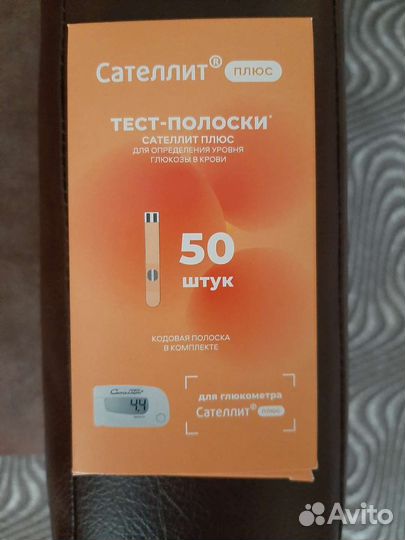 Сателлит® ПЛЮС
ТЕСТ-ПОЛОСКИ*
САТЕЛЛИТ ПЛЮС
ДЛЯ ОПРЕДЕЛЕНИЯ УРОВНЯ
ГЛЮКОЗЫ В КРОВИ
50
штук
КОДОВАЯ ПОЛОСКА
В КОМПЛЕКТЕ
Сателлит
4,4
для глюкометра
Сателлит® ПЛЮС
Avito